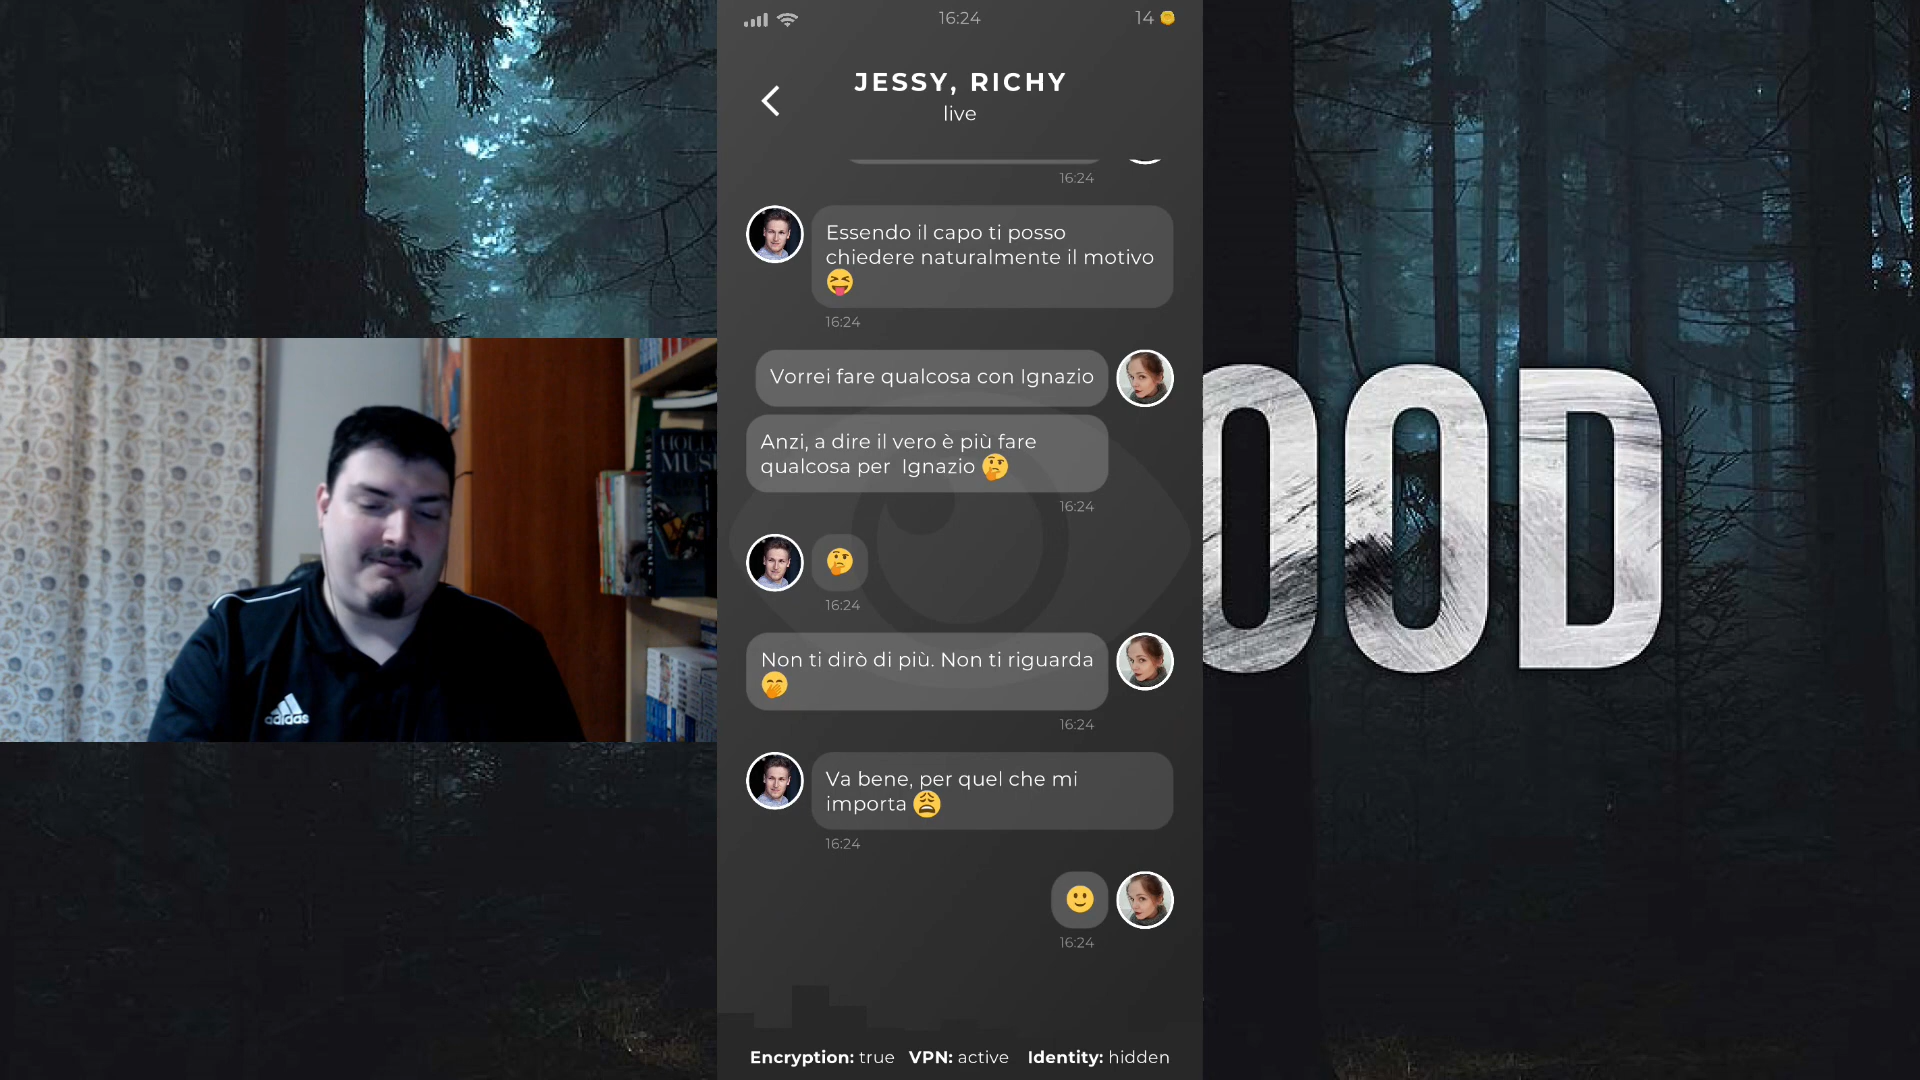 16:24
14
JESSY, RICHY
live
16:24
Essendo il capo ti posso
chiedere naturalmente il motivo
😝
16:24
Vorrei fare qualcosa con Ignazio
Anzi, a dire il vero è più fare
qualcosa per  Ignazio 🤔
16:24
🤔
16:24
Non ti dirò di più. Non ti riguarda
🤭
16:24
Va bene, per quel che mi
importa 😩
16:24
🙂
16:24
Encryption: true VPN: active Identity: hidden
adidas
OOD